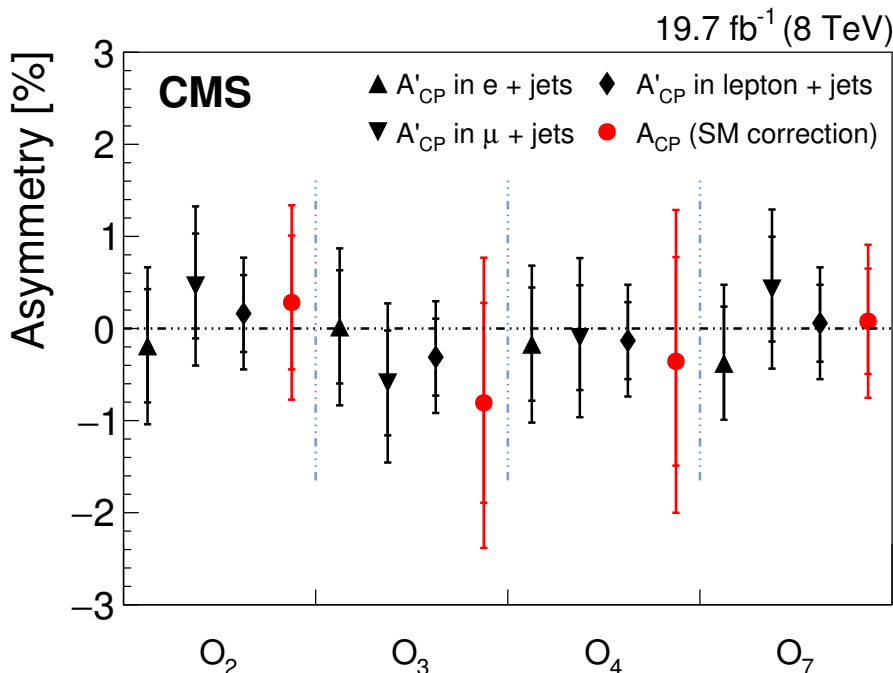 19.7 fb⁻¹ (8 TeV)
CMS
A'CP in e + jets
A'CP in lepton + jets
A'CP in μ + jets
ACP (SM correction)
Asymmetry [%]
3
2
1
0
−1
−2
−3
O2 O3 O4 O7